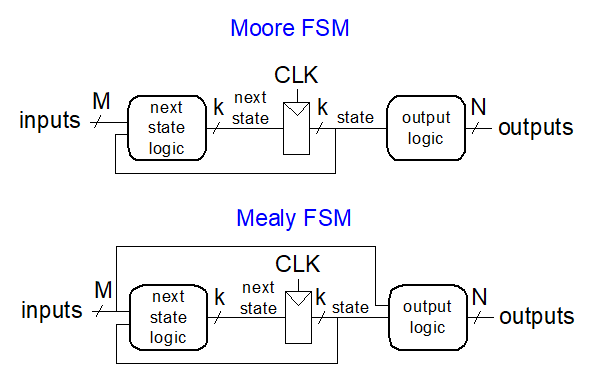 Moore FSM
CLK
M
next
k
next
k
N
inputs
state
state
state
output
outputs
logic
logic
Mealy FSM
CLK
M
next
k
next
k
N
inputs
state
state
state
output
outputs
logic
logic